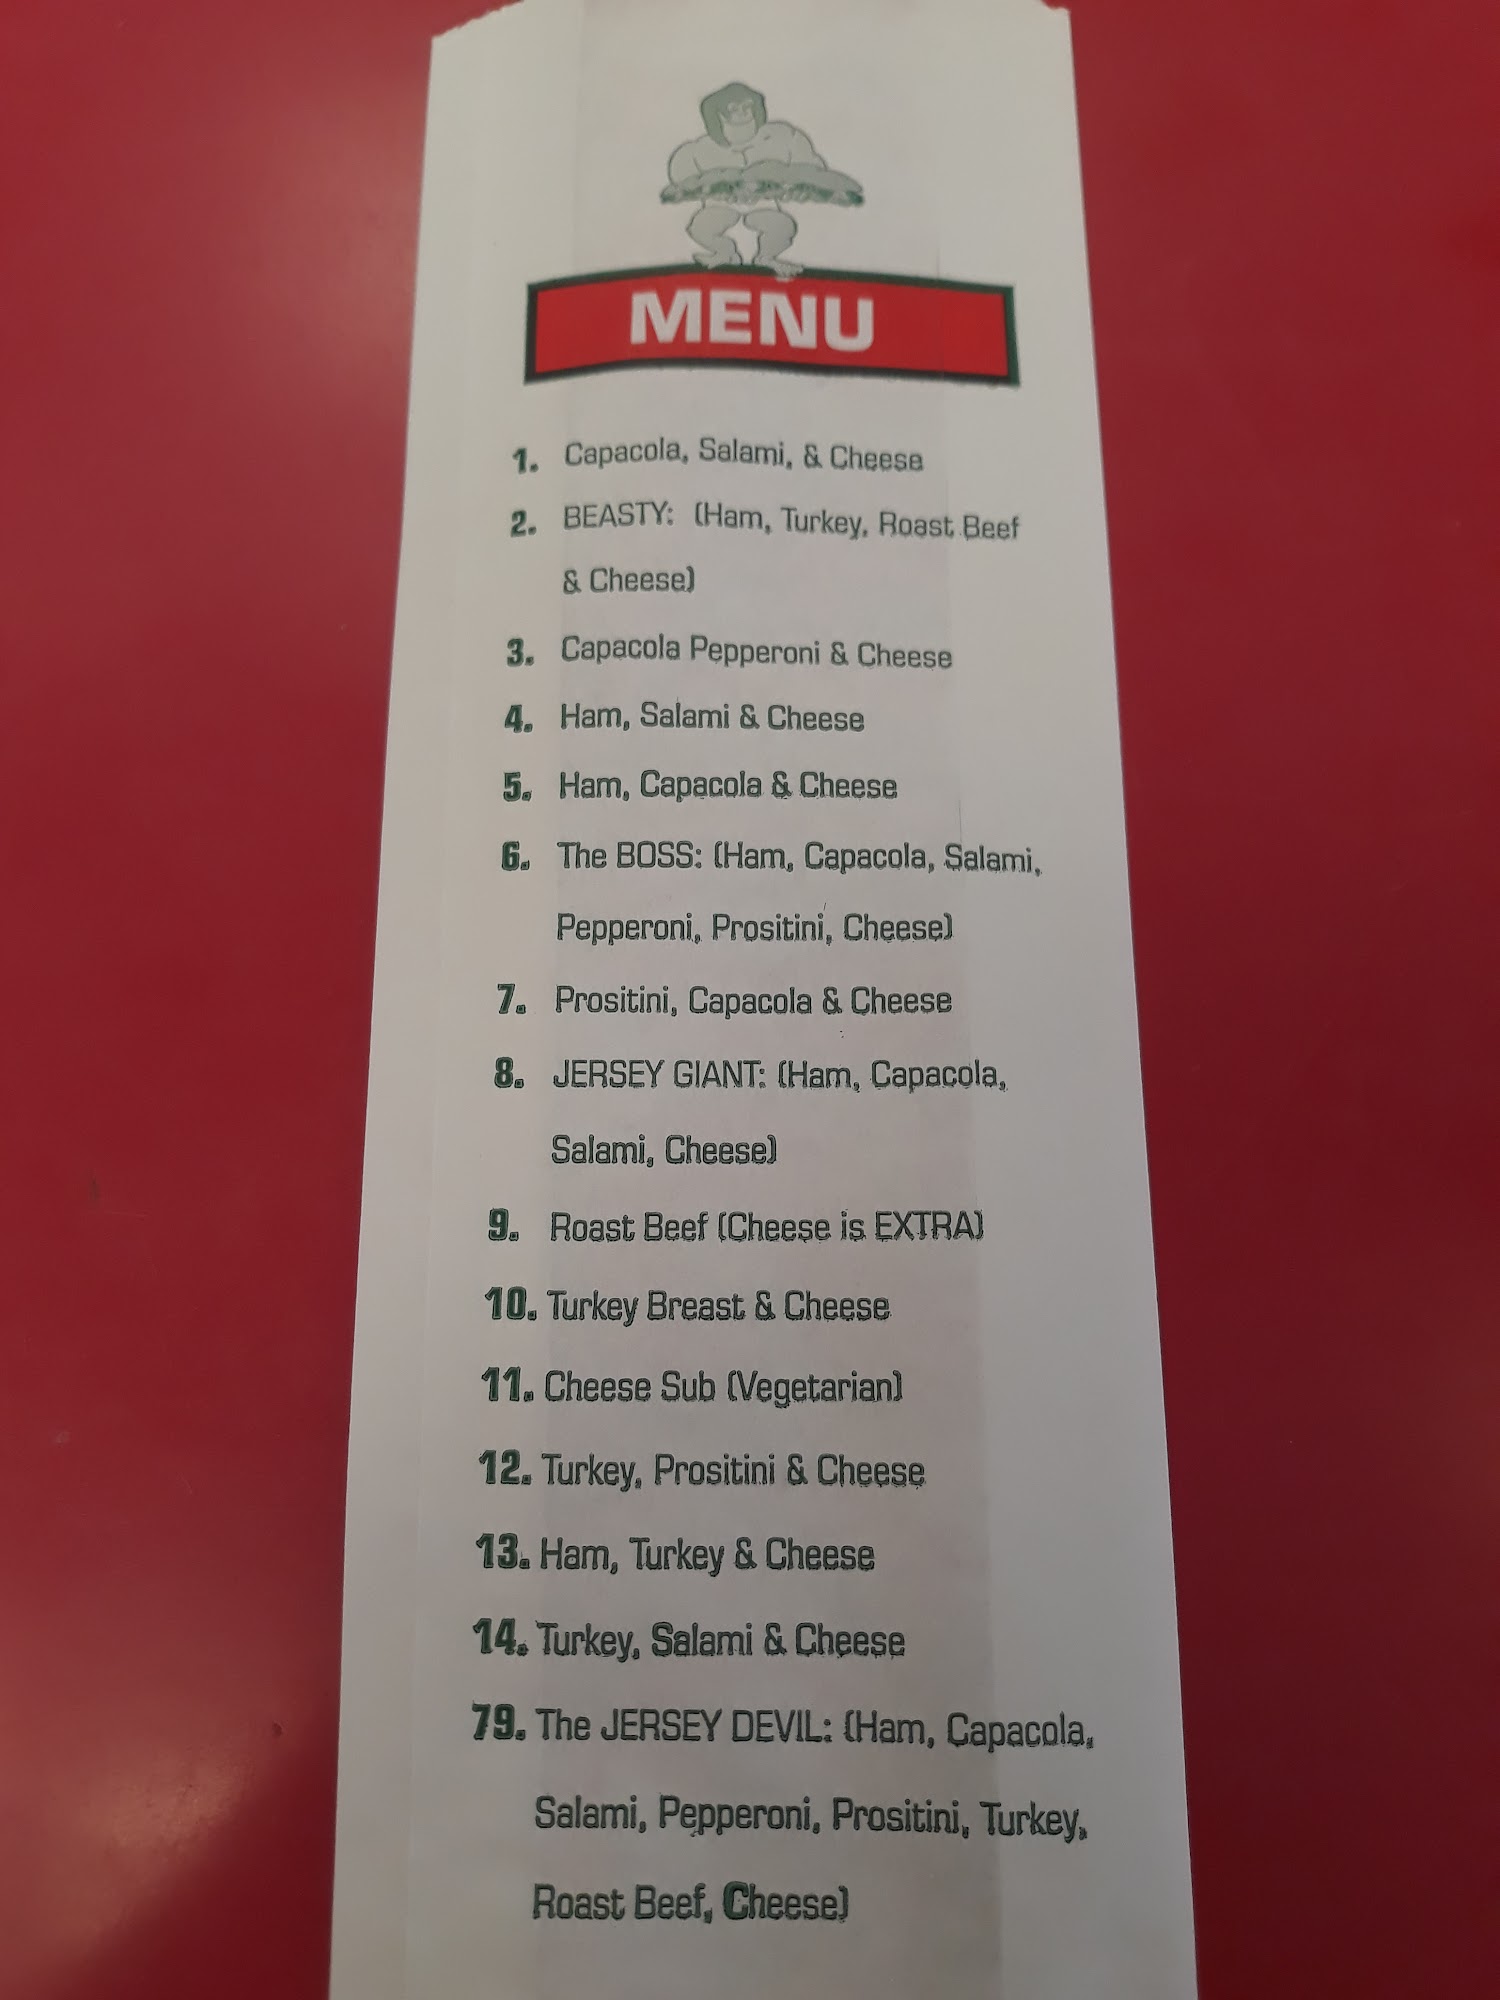 MENU
1. Capacola, Salami, & Cheese
2. BEASTY: (Ham, Turkey, Roast Beef
& Cheese)
3. Capacola Pepperoni & Cheese
4. Ham, Salami & Cheese
5. Ham, Capacola & Cheese
6. The BOSS: (Ham, Capacola, Salami,
Pepperoni, Prositini, Cheese)
7. Prositini, Capacola & Cheese
8. JERSEY GIANT: (Ham, Capacola,
Salami, Cheese)
9. Roast Beef (Cheese is EXTRA)
10. Turkey Breast & Cheese
11. Cheese Sub (Vegetarian)
12. Turkey, Prositini & Cheese
13. Ham, Turkey & Cheese
14. Turkey, Salami & Cheese
79. The JERSEY DEVIL: (Ham, Capacola,
Salami, Pepperoni, Prositini, Turkey,
Roast Beef, Cheese)